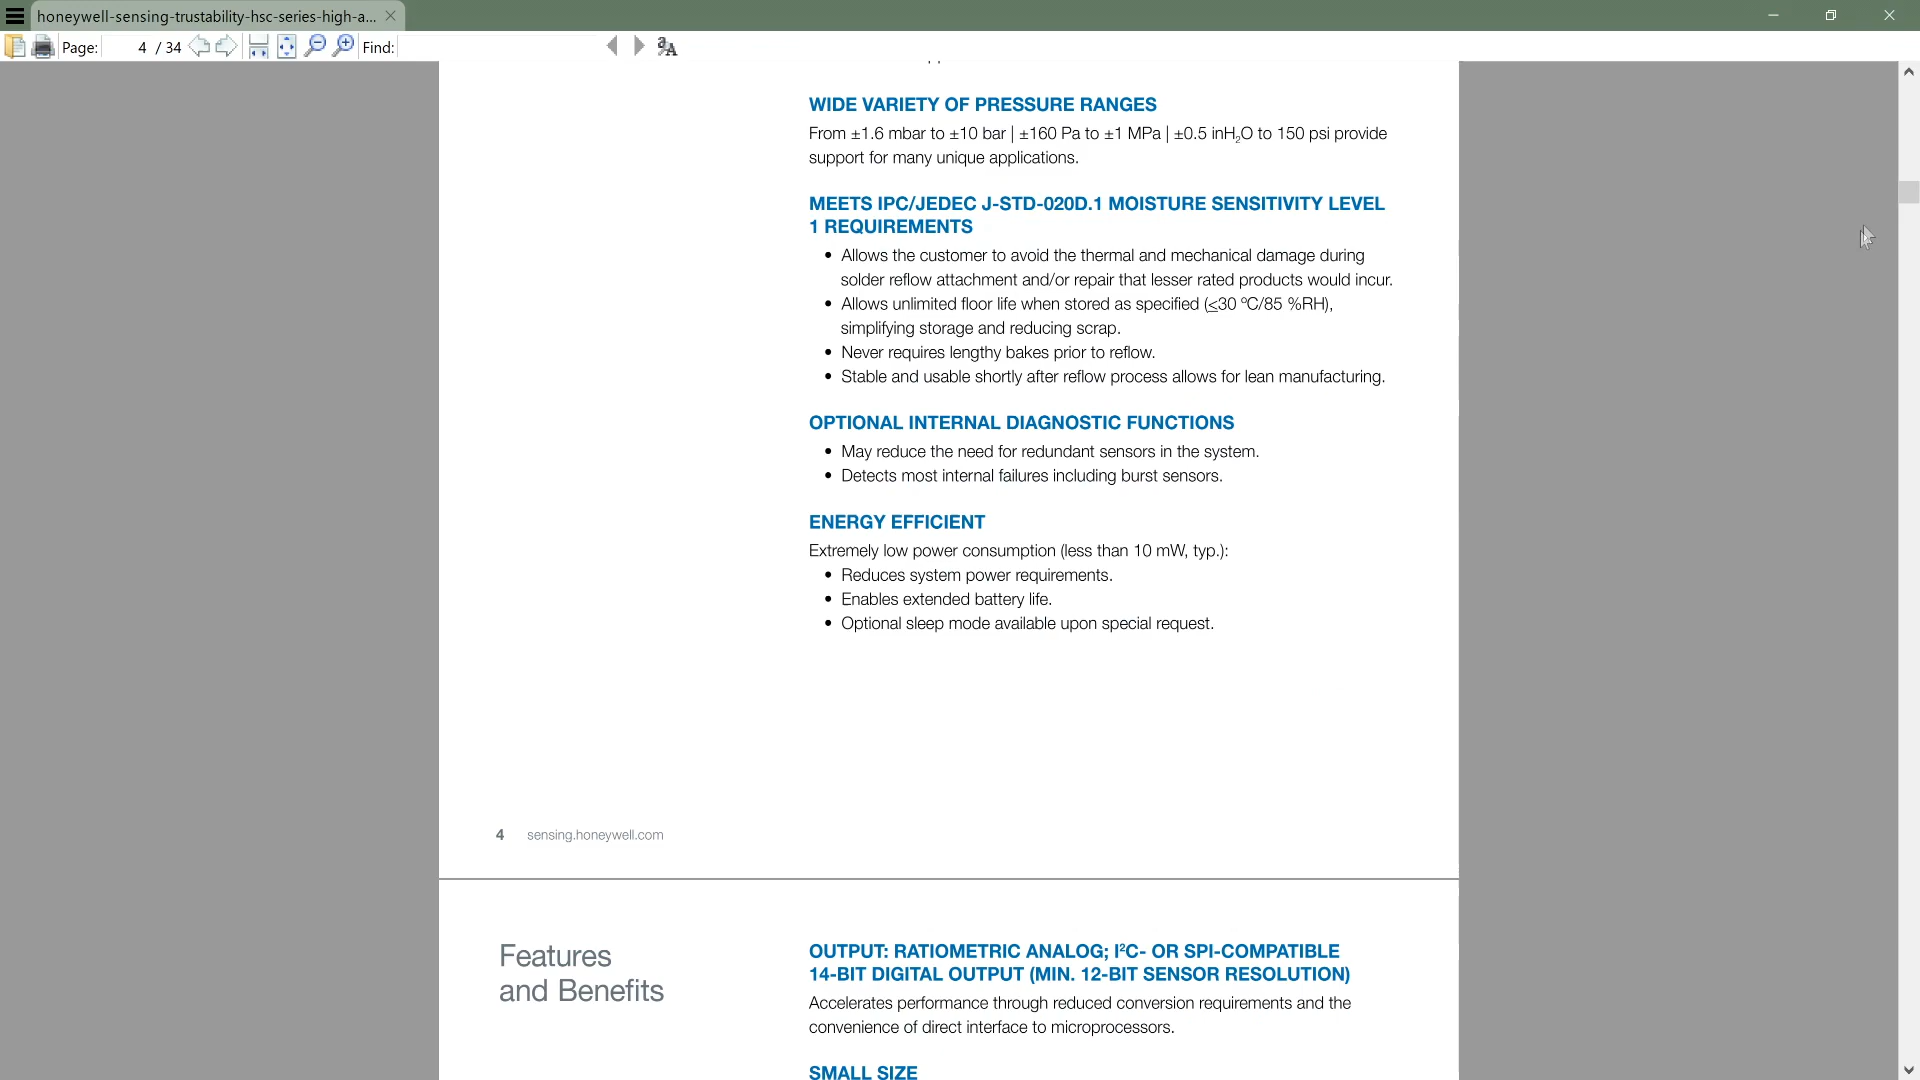 honeywell-sensing-trustability-hsc-series-high-a...
Page: 4 / 34 Find:
WIDE VARIETY OF PRESSURE RANGES
From ±1.6 mbar to ±10 bar | ±160 Pa to ±1 MPa | ±0.5 inH₂O to 150 psi provide
support for many unique applications.
MEETS IPC/JEDEC J-STD-020D.1 MOISTURE SENSITIVITY LEVEL
1 REQUIREMENTS
• Allows the customer to avoid the thermal and mechanical damage during
solder reflow attachment and/or repair that lesser rated products would incur.
• Allows unlimited floor life when stored as specified (≤30 ºC/85 %RH),
simplifying storage and reducing scrap.
• Never requires lengthy bakes prior to reflow.
• Stable and usable shortly after reflow process allows for lean manufacturing.
OPTIONAL INTERNAL DIAGNOSTIC FUNCTIONS
• May reduce the need for redundant sensors in the system.
• Detects most internal failures including burst sensors.
ENERGY EFFICIENT
Extremely low power consumption (less than 10 mW, typ.):
• Reduces system power requirements.
• Enables extended battery life.
• Optional sleep mode available upon special request.
4 sensing.honeywell.com
Features
and Benefits
OUTPUT: RATIOMETRIC ANALOG; I²C- OR SPI-COMPATIBLE
14-BIT DIGITAL OUTPUT (MIN. 12-BIT SENSOR RESOLUTION)
Accelerates performance through reduced conversion requirements and the
convenience of direct interface to microprocessors.
SMALL SIZE